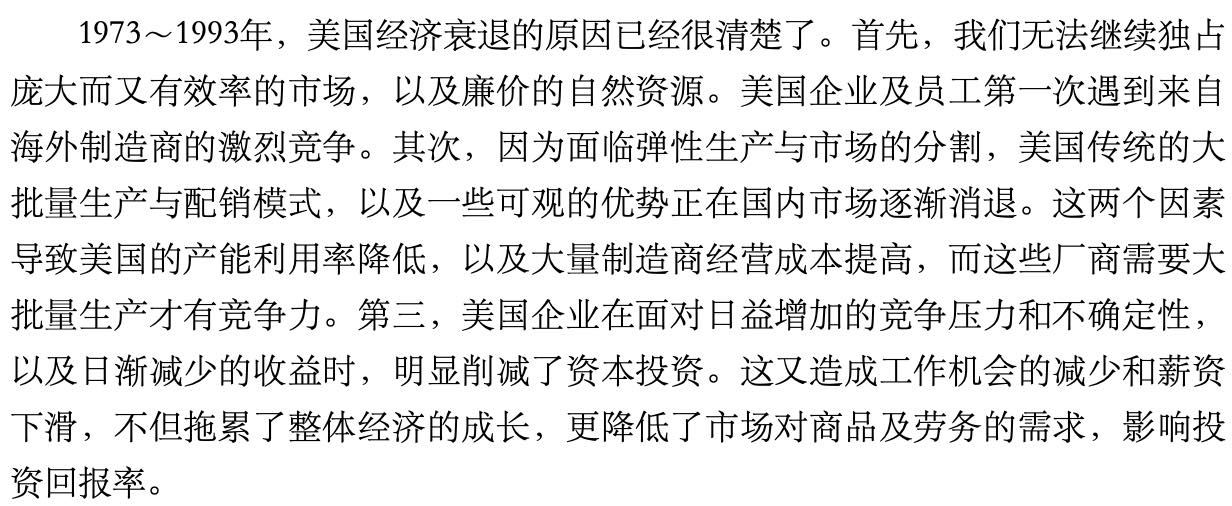 1973～1993年，美国经济衰退的原因已经很清楚了。首先，我们无法继续独占
庞大而又有效率的市场，以及廉价的自然资源。美国企业及员工第一次遇到来自
海外制造商的激烈竞争。其次，因为面临弹性生产与市场的分割，美国传统的大
批量生产与配销模式，以及一些可观的优势正在国内市场逐渐消退。这两个因素
导致美国的产能利用率降低，以及大量制造商经营成本提高，而这些厂商需要大
批量生产才有竞争力。第三，美国企业在面对日益增加的竞争压力和不确定性，
以及日渐减少的收益时，明显削减了资本投资。这又造成工作机会的减少和薪资
下滑，不但拖累了整体经济的成长，更降低了市场对商品及劳务的需求，影响投
资回报率。